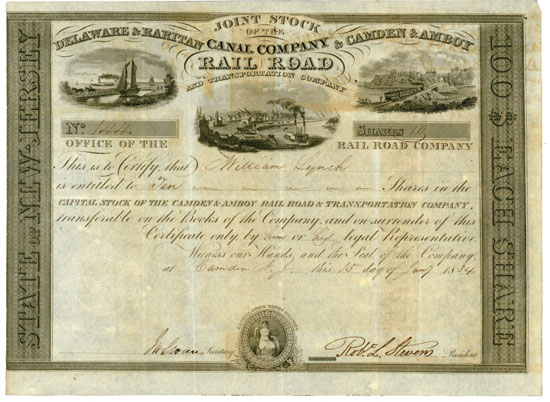 JOINT STOCK
OF THE
DELAWARE & RARITAN CANAL COMPANY & CAMDEN & AMBOY
RAIL ROAD
AND TRANSPORTATION COMPANY
STATE OF NEW-JERSEY
100 $ EACH SHARE
No.
SHARES 10
OFFICE OF THE
RAIL ROAD COMPANY
This is to Certify, that William Lynch
is entitled to Ten Shares in the
CAPITAL STOCK OF THE CAMDEN & AMBOY RAIL ROAD & TRANSPORTATION COMPANY,
transferable on the Books of the Company, and on surrender of this
Certificate only, by him or his legal Representative
Witness our Hands, and the Seal of the Company,
at Camden N.J. this 15 day of Jany 1834
Secretary
Robt. L. Stevens President